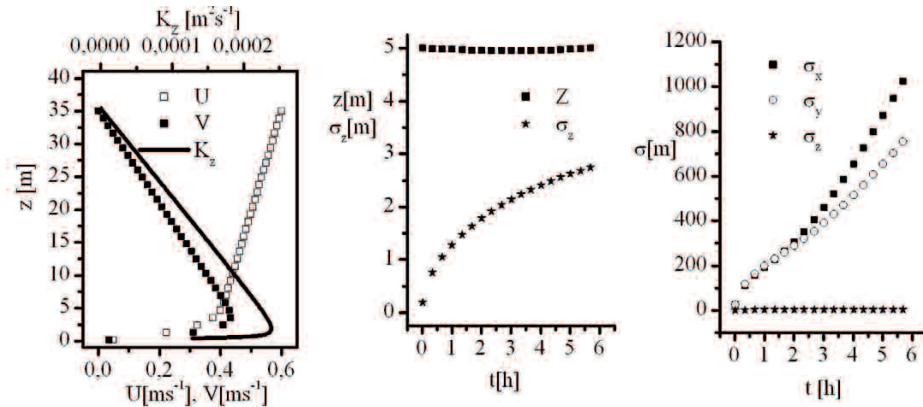 K_z [m²s⁻¹]
0,0000 0,0001 0,0002
40
35
30
25
20
15
10
5
0
z [m]
U
V
K_z
0,0 0,2 0,4 0,6
U[ms⁻¹], V[ms⁻¹]
5
z[m]
σ_z[m]
3
2
1
0
Z
σ_z
0 1 2 3 4 5 6
t[h]
1200
1000
800
σ[m]
600
400
200
0
σ_x
σ_y
σ_z
0 1 2 3 4 5 6
t [h]